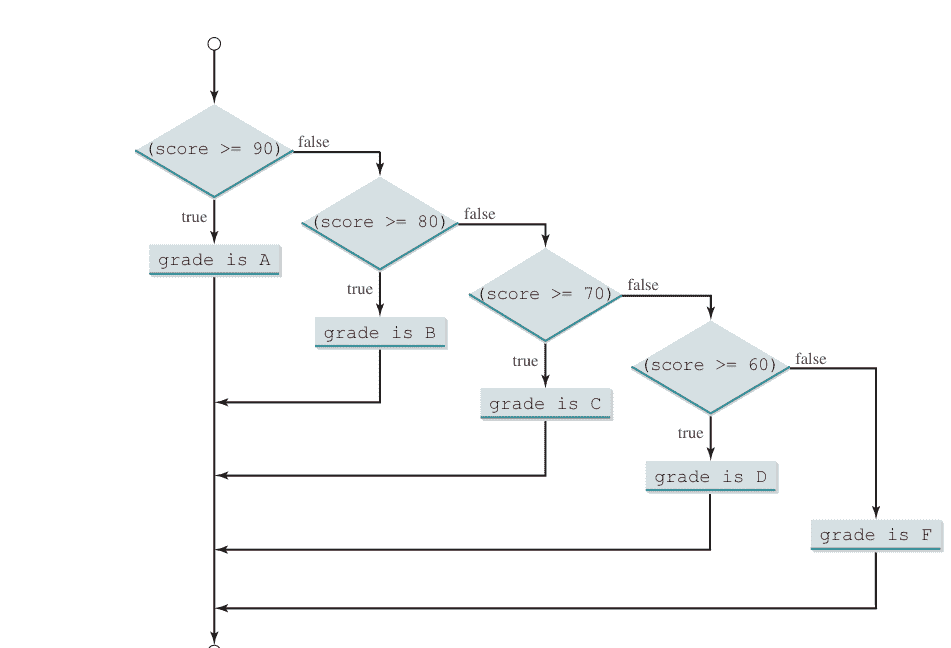 (score >= 90)
false
true
grade is A
(score >= 80)
false
true
grade is B
(score >= 70)
false
true
grade is C
(score >= 60)
false
true
grade is D
grade is F